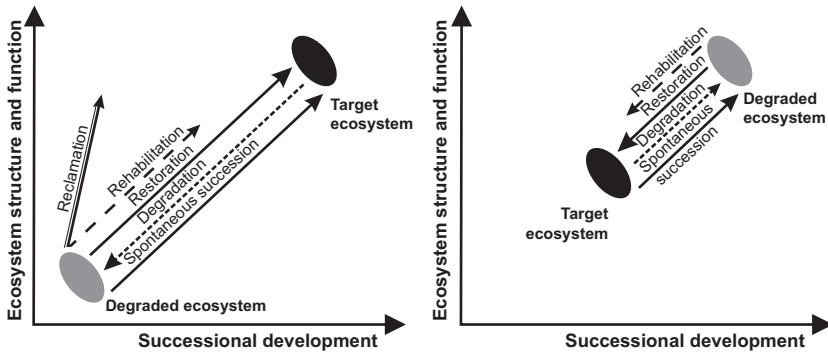 Ecosystem structure and function
Reclamation
Rehabilitation
Restoration
Degradation
Spontaneous succession
Target
ecosystem
Degraded ecosystem
Successional development
Ecosystem structure and function
Rehabilitation
Restoration
Degradation
Spontaneous
succession
Degraded
ecosystem
Target
ecosystem
Successional development